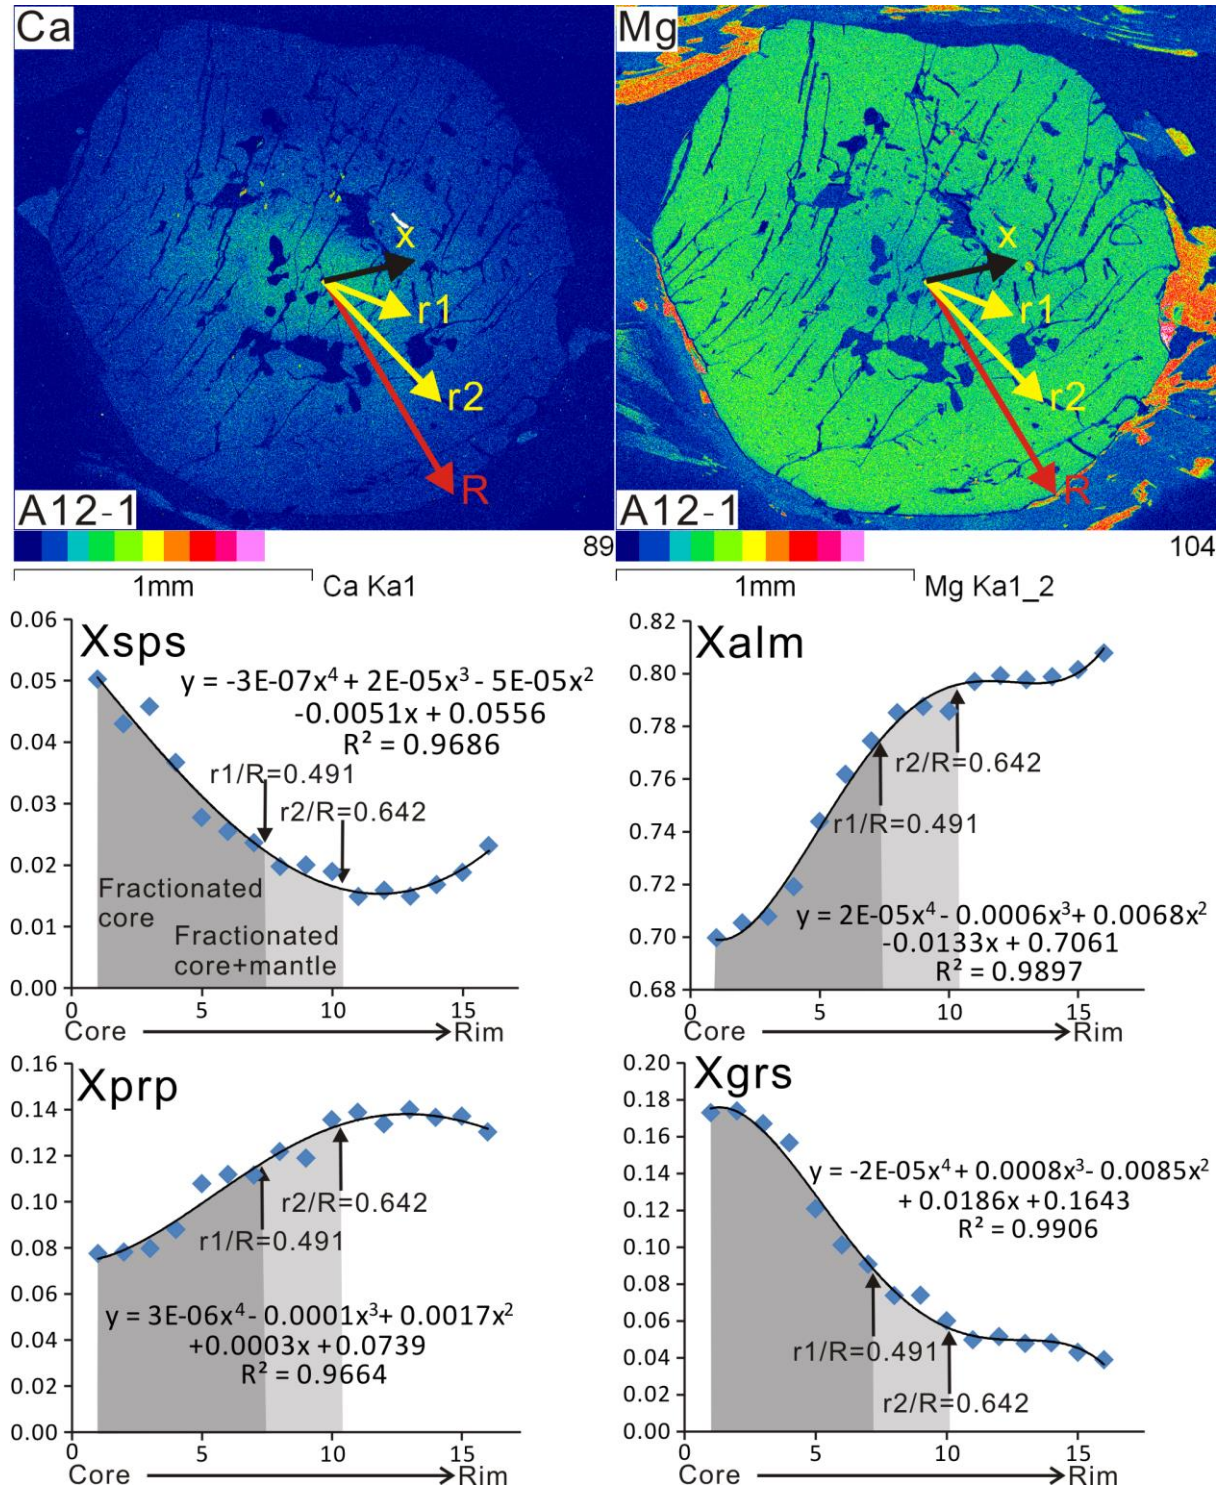 Ca
Mg
x
r1
r2
R
A12-1
89
1mm
Ca Ka1
x
r1
r2
R
A12-1
104
1mm
Mg Ka1_2
Xsps
0.06
0.05
0.04
0.03
0.02
0.01
0.00
y = -3E-07x⁴ + 2E-05x³ - 5E-05x²
-0.0051x + 0.0556
R² = 0.9686
r1/R=0.491
r2/R=0.642
Fractionated
core
Fractionated
core+mantle
0 5 10 15
Core Rim
Xalm
0.82
0.80
0.78
0.76
0.74
0.72
0.70
0.68
r2/R=0.642
r1/R=0.491
y = 2E-05x⁴ - 0.0006x³ + 0.0068x²
-0.0133x + 0.7061
R² = 0.9897
0 5 10 15
Core Rim
Xprp
0.16
0.14
0.12
0.10
0.08
0.06
0.04
0.02
0.00
r2/R=0.642
r1/R=0.491
y = 3E-06x⁴ - 0.0001x³ + 0.0017x²
+0.0003x + 0.0739
R² = 0.9664
0 5 10 15
Core Rim
Xgrs
0.20
0.18
0.16
0.14
0.12
0.10
0.08
0.06
0.04
0.02
0.00
y = -2E-05x⁴ + 0.0008x³ - 0.0085x²
+ 0.0186x + 0.1643
R² = 0.9906
r1/R=0.491
r2/R=0.642
0 5 10 15
Core Rim